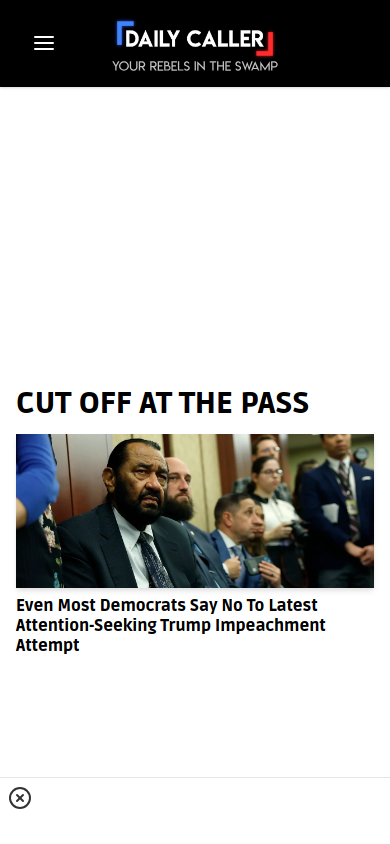 DAILY CALLER
YOUR REBELS IN THE SWAMP
CUT OFF AT THE PASS
Even Most Democrats Say No To Latest
Attention-Seeking Trump Impeachment
Attempt